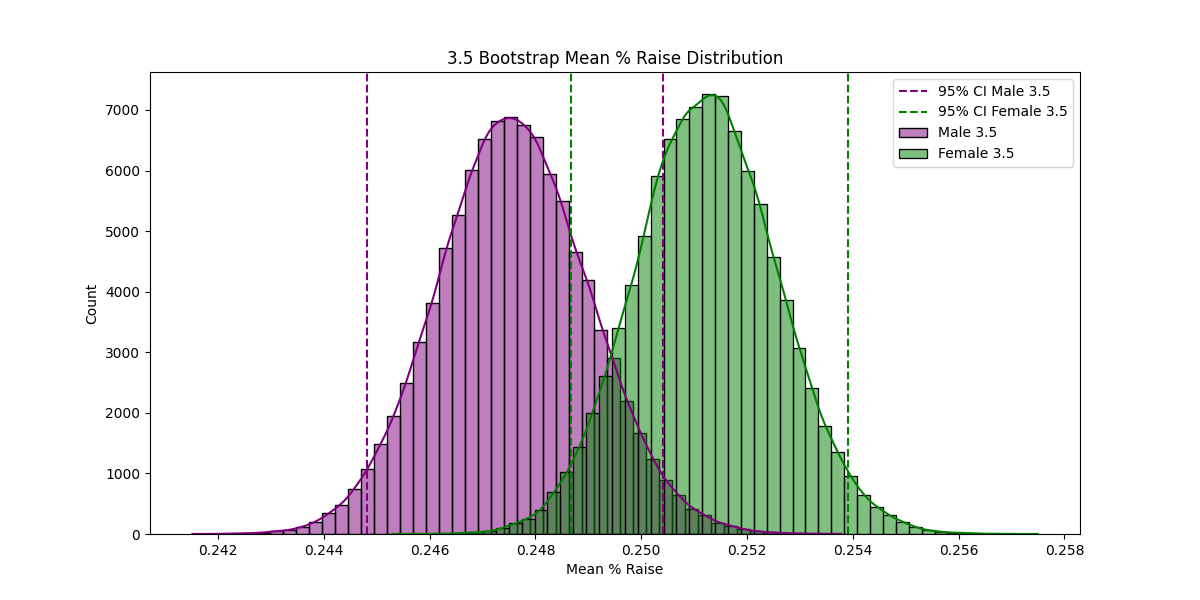 3.5 Bootstrap Mean % Raise Distribution
95% CI Male 3.5
95% CI Female 3.5
Male 3.5
Female 3.5
7000
6000
5000
4000
3000
2000
1000
0
Count
0.242 0.244 0.246 0.248 0.250 0.252 0.254 0.256 0.258
Mean % Raise